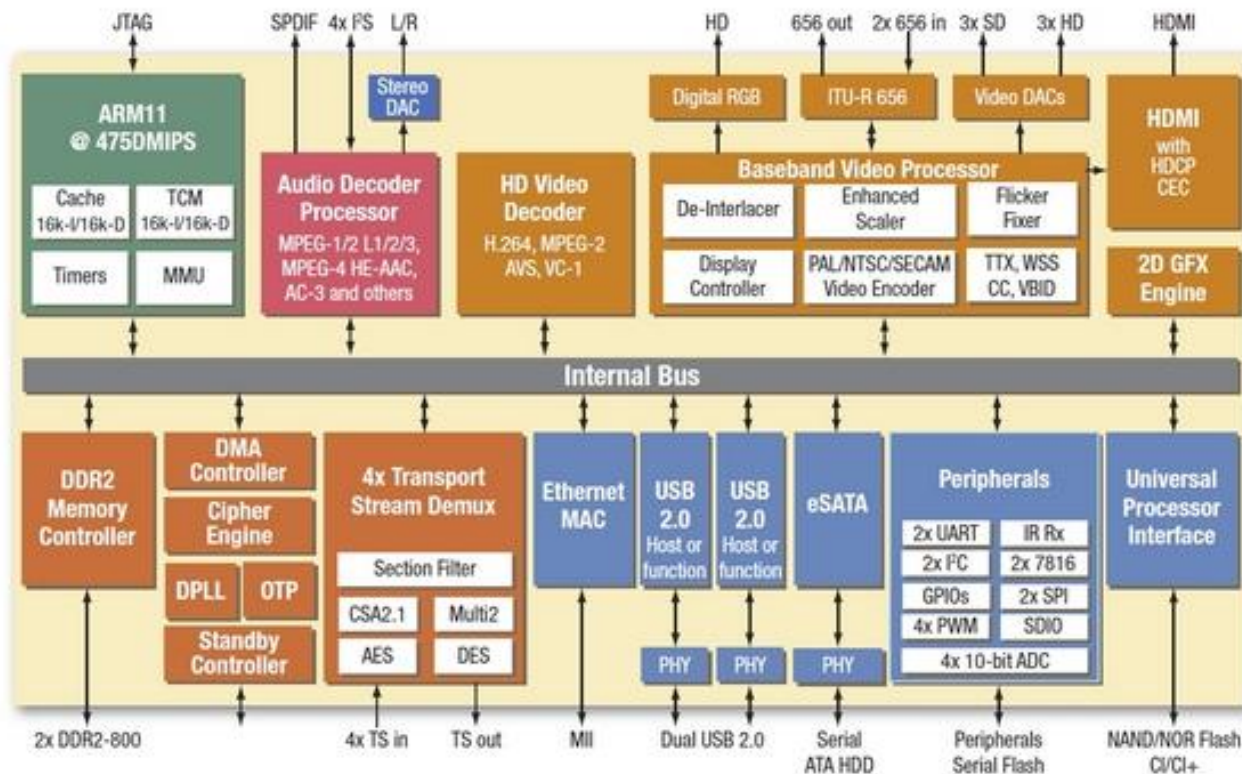 JTAG
SPDIF
4x I²S
L/R
HD
656 out
2x 656 in
3x SD
3x HD
HDMI
ARM11
@ 475DMIPS
Cache
16k-I/16k-D
TCM
16k-I/16k-D
Timers
MMU
Stereo
DAC
Audio Decoder
Processor
MPEG-1/2 L1/2/3,
MPEG-4 HE-AAC,
AC-3 and others
HD Video
Decoder
H.264, MPEG-2
AVS, VC-1
Digital RGB
ITU-R 656
Video DACs
Baseband Video Processor
De-Interlacer
Enhanced
Scaler
Flicker
Fixer
Display
Controller
PAL/NTSC/SECAM
Video Encoder
TTX, WSS
CC, VBID
HDMI
with
HDCP
CEC
2D GFX
Engine
Internal Bus
DDR2
Memory
Controller
DMA
Controller
Cipher
Engine
DPLL
OTP
Standby
Controller
4x Transport
Stream Demux
Section Filter
CSA2.1
Multi2
AES
DES
Ethernet
MAC
USB
2.0
Host or
function
USB
2.0
Host or
function
eSATA
PHY
PHY
PHY
Peripherals
2x UART
IR Rx
2x I²C
2x 7816
GPIOs
2x SPI
4x PWM
SDIO
4x 10-bit ADC
Universal
Processor
Interface
2x DDR2-800
4x TS in
TS out
MII
Dual USB 2.0
Serial
ATA HDD
Peripherals
Serial Flash
NAND/NOR Flash
CI/CI+